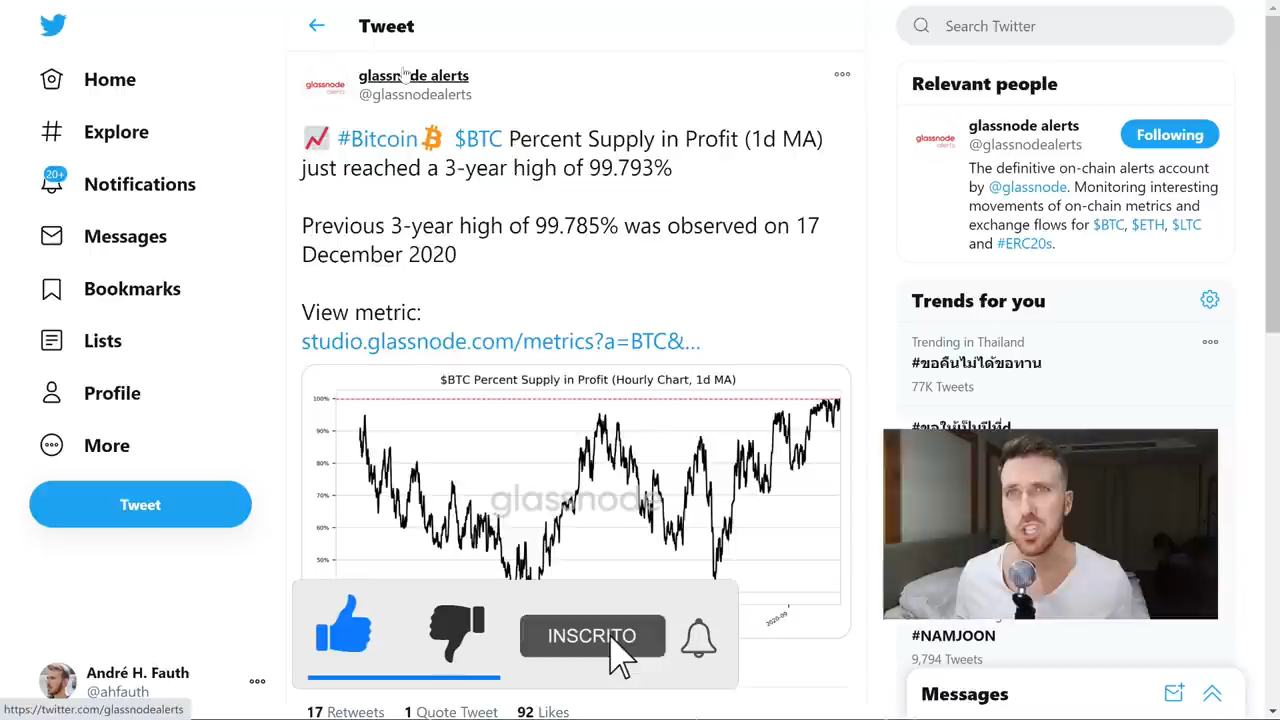 Home
Explore
20+
Notifications
Messages
Bookmarks
Lists
Profile
More
Tweet
André H. Fauth
@ahfauth
https://twitter.com/glassnodealerts
Tweet
glassnode alerts
glassnode alerts
@glassnodealerts
#Bitcoin $BTC Percent Supply in Profit (1d MA)
just reached a 3-year high of 99.793%
Previous 3-year high of 99.785% was observed on 17
December 2020
View metric:
studio.glassnode.com/metrics?a=BTC&...
$BTC Percent Supply in Profit (Hourly Chart, 1d MA)
100%
90%
80%
70%
60%
50%
glassnode
2020-09
INSCRITO
17 Retweets 1 Quote Tweet 92 Likes
Search Twitter
Relevant people
glassnode alerts
glassnode alerts
@glassnodealerts
Following
The definitive on-chain alerts account
by @glassnode. Monitoring interesting
movements of on-chain metrics and
exchange flows for $BTC, $ETH, $LTC
and #ERC20s.
Trends for you
Trending in Thailand
#ขอคืนไม่ได้ขอทาน
77K Tweets
#NAMJOON
9,794 Tweets
Messages